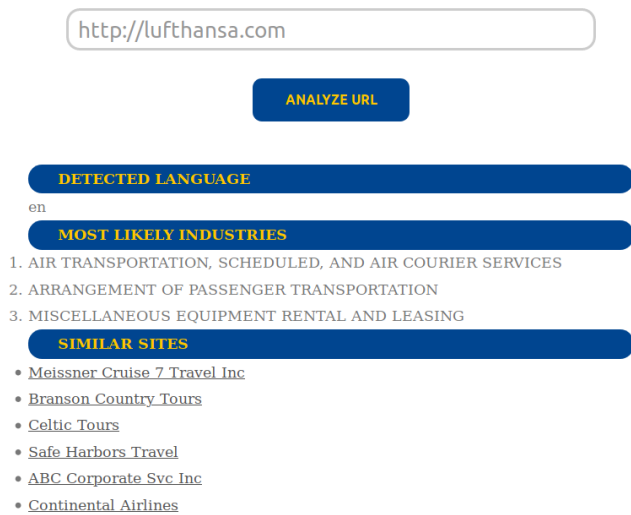 http://lufthansa.com
ANALYZE URL
DETECTED LANGUAGE
en
MOST LIKELY INDUSTRIES
1. AIR TRANSPORTATION, SCHEDULED, AND AIR COURIER SERVICES
2. ARRANGEMENT OF PASSENGER TRANSPORTATION
3. MISCELLANEOUS EQUIPMENT RENTAL AND LEASING
SIMILAR SITES
• Meissner Cruise 7 Travel Inc
• Branson Country Tours
• Celtic Tours
• Safe Harbors Travel
• ABC Corporate Svc Inc
• Continental Airlines